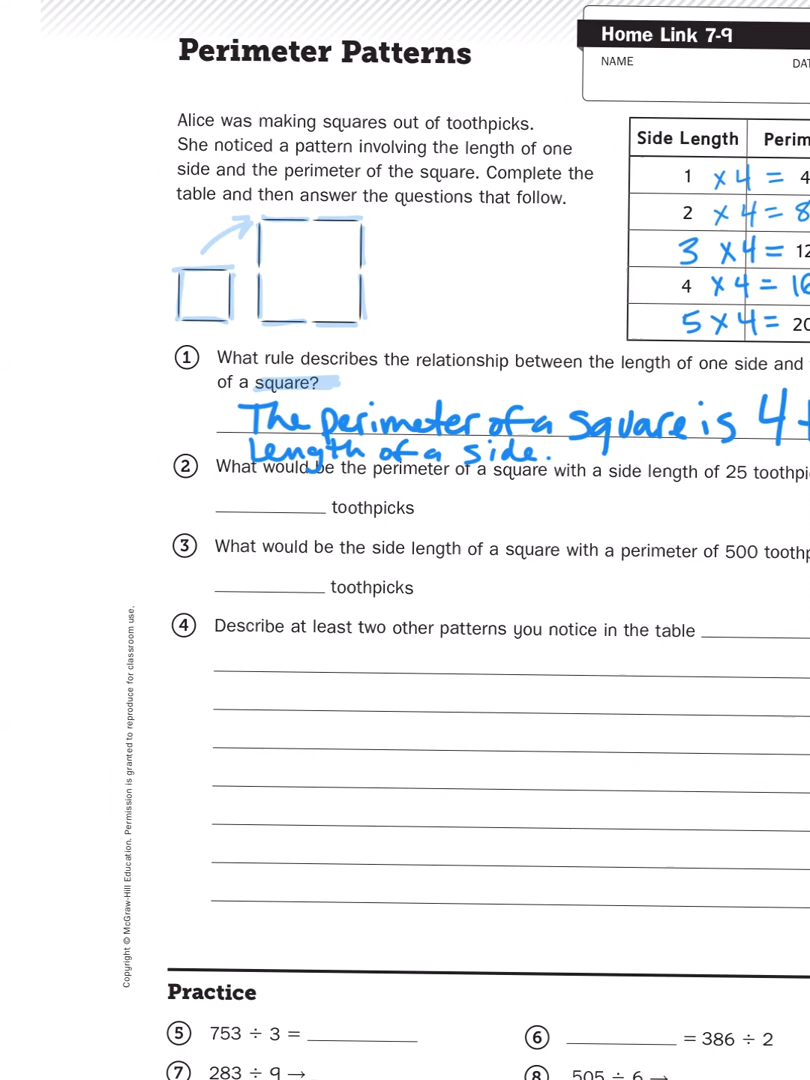 Home Link 7-9
Perimeter Patterns
NAME
Alice was making squares out of toothpicks.
She noticed a pattern involving the length of one
side and the perimeter of the square. Complete the
table and then answer the questions that follow.
Side Length
1 × 4 = 4
2 × 4 = 8
3 × 4 = 12
4 × 4 = 16
5 × 4 = 20
① What rule describes the relationship between the length of one side and
of a square?
The perimeter of a square is 4
length of a side.
② What would be the perimeter of a square with a side length of 25
toothpicks
③ What would be the side length of a square with a perimeter of 500
toothpicks
④ Describe at least two other patterns you notice in the table
Copyright © McGraw-Hill Education. Permission is granted to reproduce for classroom use.
Practice
⑤ 753 ÷ 3 =
⑥ = 386 ÷ 2
⑦ 283 ÷ 9 →
⑧ 505 ÷ 6 →